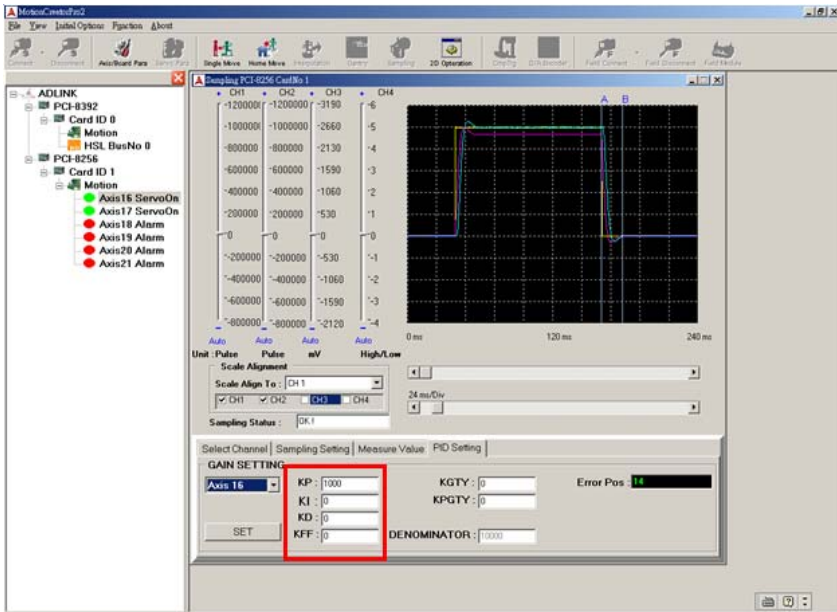 MotionCreatorPro2
File View Initial Options Function About
Connect Disconnect Axis/Board Para Servo Para Single Move Home Move Interpolation Gantry Sampling 2D Operation CmpTrg Field Connect Field Disconnect Field Module
ADLINK
PCI-8392
Card ID 0
Motion
HSL BusNo 0
PCI-8256
Card ID 1
Motion
Axis16 ServoOn
Axis17 ServoOn
Axis18 Alarm
Axis19 Alarm
Axis20 Alarm
Axis21 Alarm
Sampling PCI-8256 CardNo 1
CH1 CH2 CH3 CH4
-1200000 -1200000 -3190 -6
-1000000 -1000000 -2660 -5
-800000 -800000 -2130 -4
-600000 -600000 -1590 -3
-400000 -400000 -1060 -2
-200000 -200000 -530 -1
-0 -0 -0 -0
--200000 --200000 --530 --1
--400000 --400000 --1060 --2
--600000 --600000 --1590 --3
--800000 --800000 --2120 --4
Auto Auto Auto Auto
Unit : Pulse Pulse mV High/Low
A B
0 ms 120 ms 240 ms
24 ms/Div
Scale Alignment
Scale Align To : CH 1
CH1 CH2 CH3 CH4
Sampling Status : OK!
Select Channel Sampling Setting Measure Value PID Setting
GAIN SETTING
Axis 16
SET
KP : 1000
KI : 0
KD : 0
KFF : 0
KGTY : 0
KPGTY : 0
DENOMINATOR : 10000
Error Pos : 14